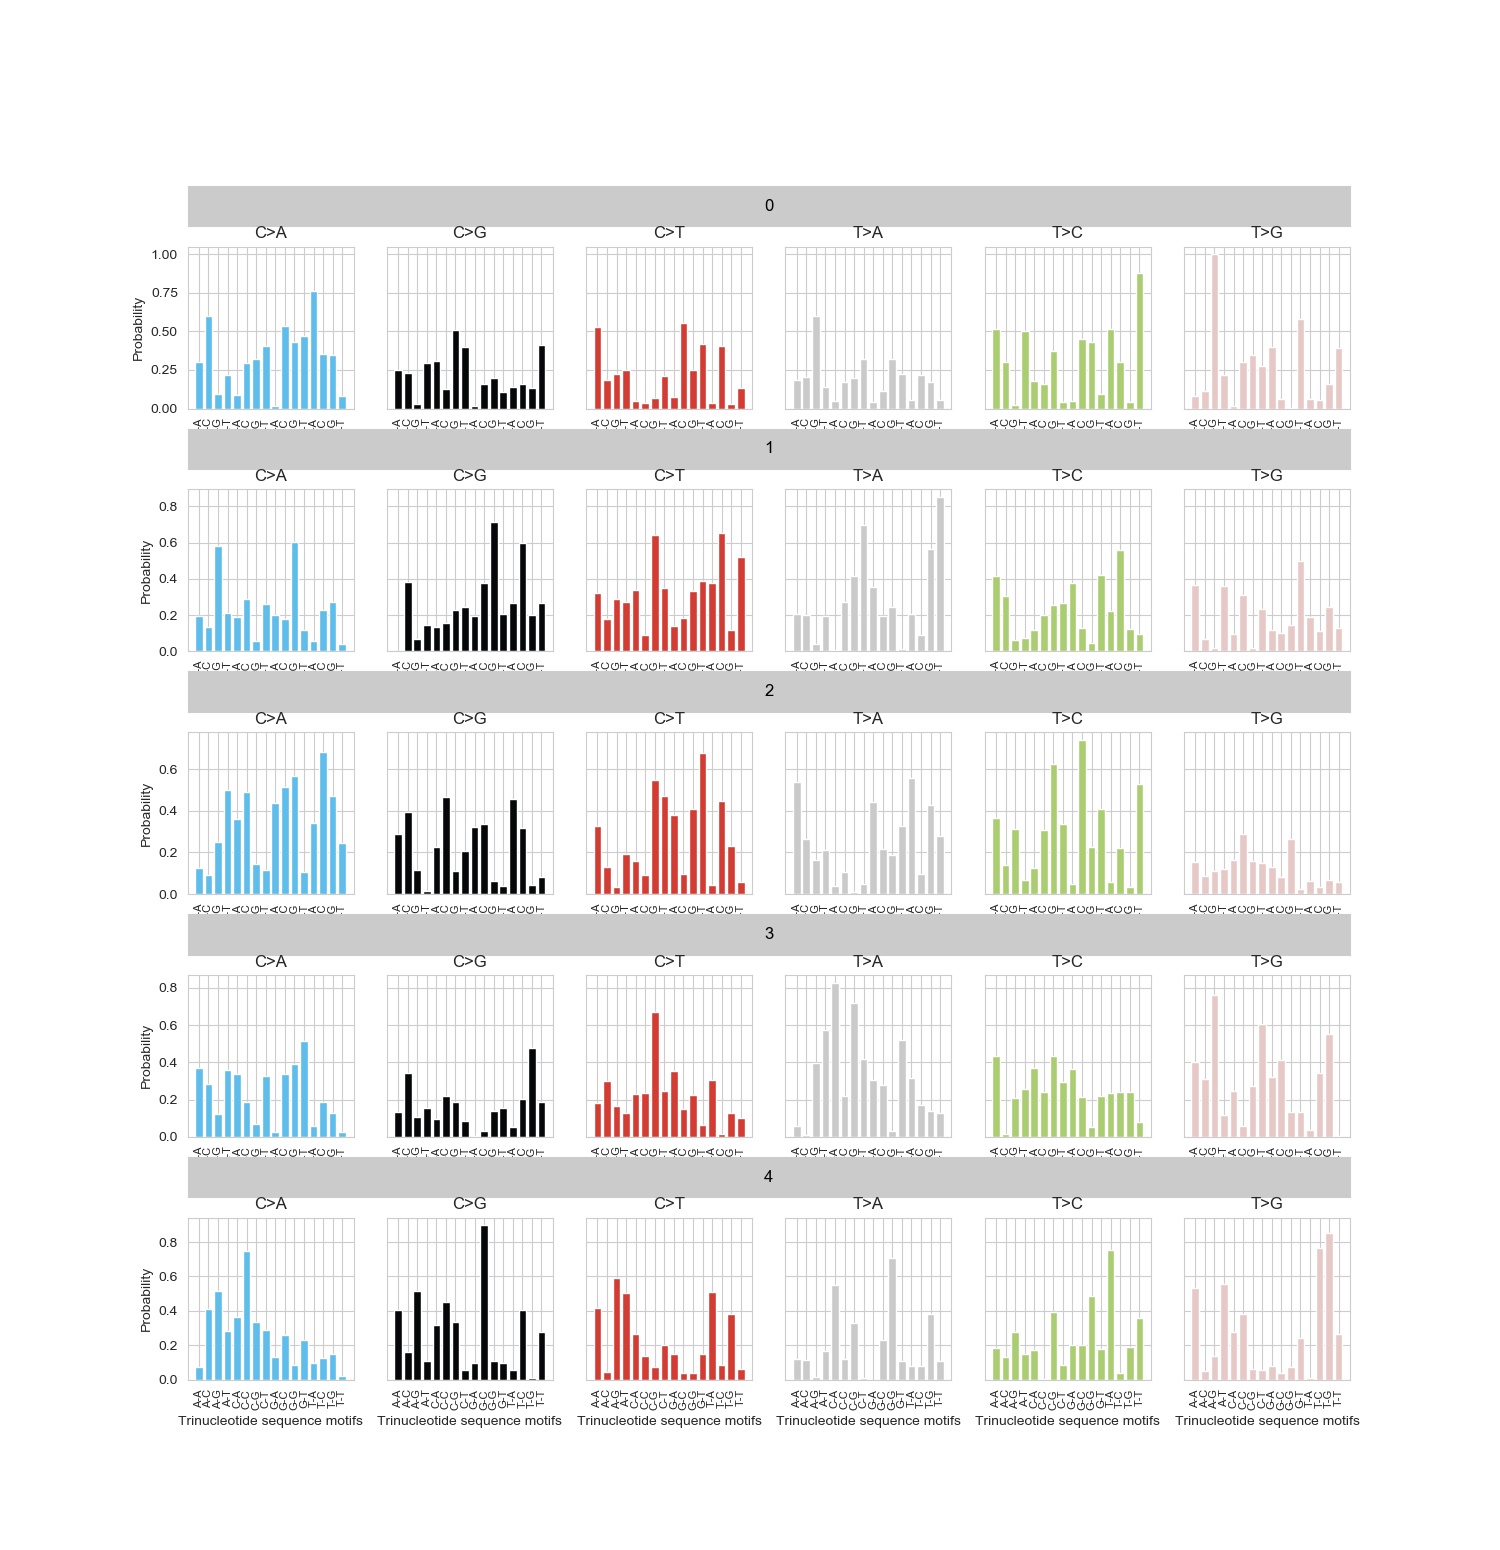 0
C>A C>G C>T T>A T>C T>G
Probability
1.00
0.75
0.50
0.25
0.00
1
C>A C>G C>T T>A T>C T>G
Probability
0.8
0.6
0.4
0.2
0.0
2
C>A C>G C>T T>A T>C T>G
Probability
0.6
0.4
0.2
0.0
3
C>A C>G C>T T>A T>C T>G
Probability
0.8
0.6
0.4
0.2
0.0
4
C>A C>G C>T T>A T>C T>G
Probability
0.8
0.6
0.4
0.2
0.0
A-A A-C A-G A-T C-A C-C C-G C-T G-A G-C G-G G-T T-A T-C T-G T-T
A-A A-C A-G A-T C-A C-C C-G C-T G-A G-C G-G G-T T-A T-C T-G T-T
A-A A-C A-G A-T C-A C-C C-G C-T G-A G-C G-G G-T T-A T-C T-G T-T
A-A A-C A-G A-T C-A C-C C-G C-T G-A G-C G-G G-T T-A T-C T-G T-T
A-A A-C A-G A-T C-A C-C C-G C-T G-A G-C G-G G-T T-A T-C T-G T-T
A-A A-C A-G A-T C-A C-C C-G C-T G-A G-C G-G G-T T-A T-C T-G T-T
Trinucleotide sequence motifs Trinucleotide sequence motifs Trinucleotide sequence motifs Trinucleotide sequence motifs Trinucleotide sequence motifs Trinucleotide sequence motifs